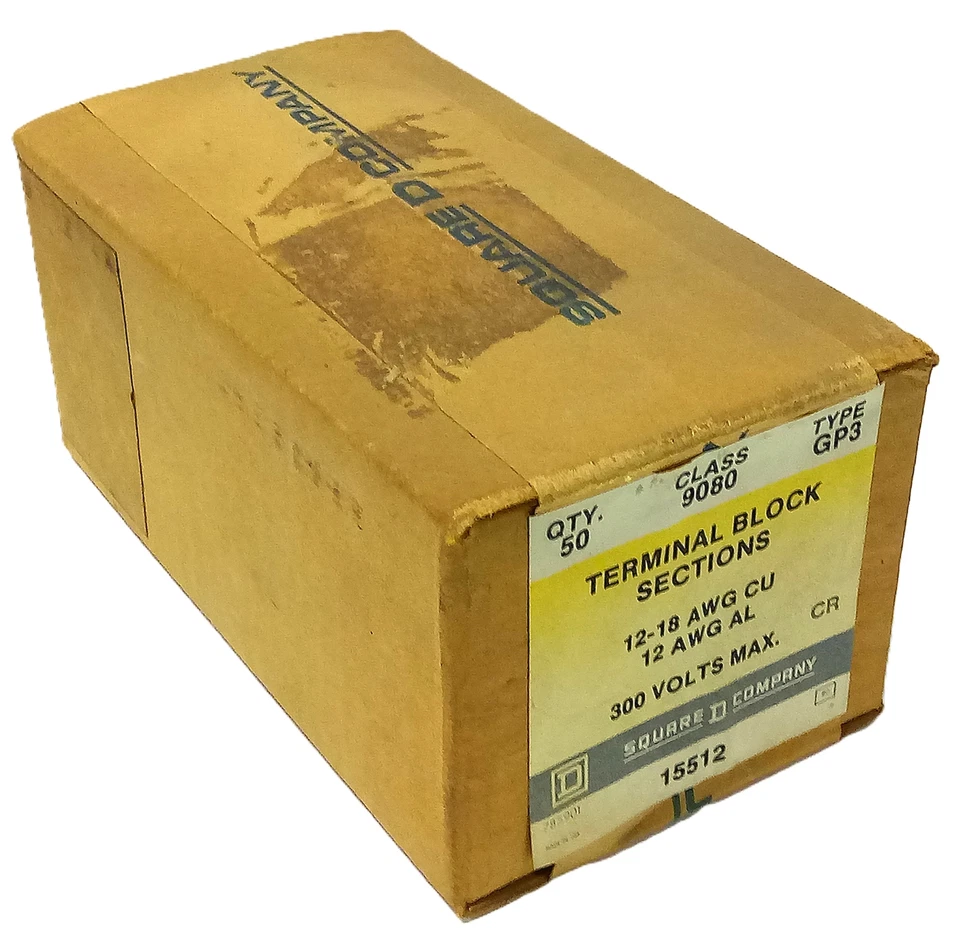 SQUARE D COMPANY
QTY.
50
CLASS
9080
TYPE
GP3
TERMINAL BLOCK
SECTIONS
12-18 AWG CU
12 AWG AL
CR
300 VOLTS MAX.
SQUARE D COMPANY
D
15512